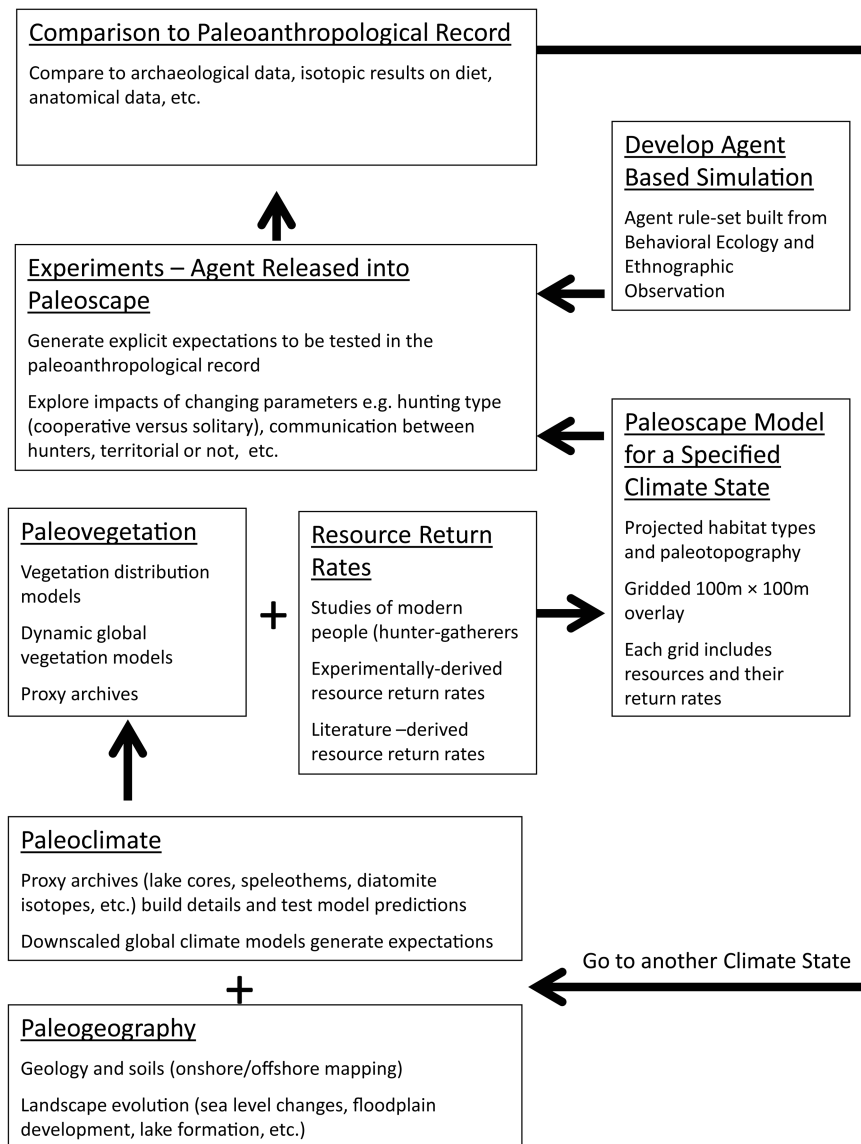 Comparison to Paleoanthropological Record
Compare to archaeological data, isotopic results on diet,
anatomical data, etc.
Develop Agent
Based Simulation
Agent rule-set built from
Behavioral Ecology and
Ethnographic
Observation
Experiments – Agent Released into
Paleoscape
Generate explicit expectations to be tested in the
paleoanthropological record
Explore impacts of changing parameters e.g. hunting type
(cooperative versus solitary), communication between
hunters, territorial or not, etc.
Paleoscape Model
for a Specified
Climate State
Projected habitat types
and paleotopography
Gridded 100m × 100m
overlay
Each grid includes
resources and their
return rates
Paleovegetation
Vegetation distribution
models
Dynamic global
vegetation models
Proxy archives
+
Resource Return
Rates
Studies of modern
people (hunter-gatherers
Experimentally-derived
resource return rates
Literature –derived
resource return rates
Paleoclimate
Proxy archives (lake cores, speleothems, diatomite
isotopes, etc.) build details and test model predictions
Downscaled global climate models generate expectations
Go to another Climate State
+
Paleogeography
Geology and soils (onshore/offshore mapping)
Landscape evolution (sea level changes, floodplain
development, lake formation, etc.)